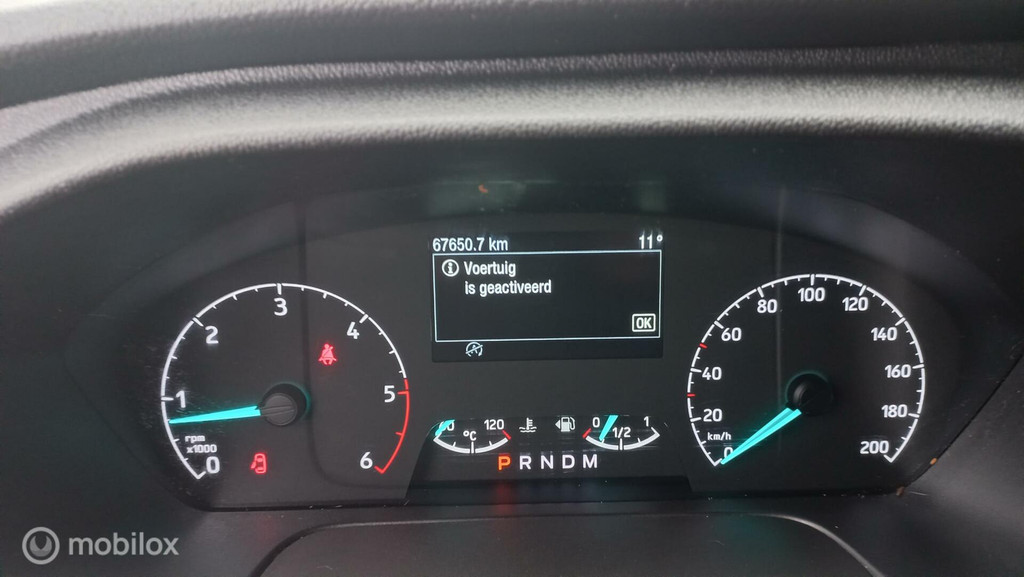 67650.7 km 11°
Voertuig
is geactiveerd
OK
0 1 2 3 4 5 6
rpm
x1000
120
°C
0 1/2 1
P R N D M
0 20 40 60 80 100 120 140 160 180 200
km/h
mobilox